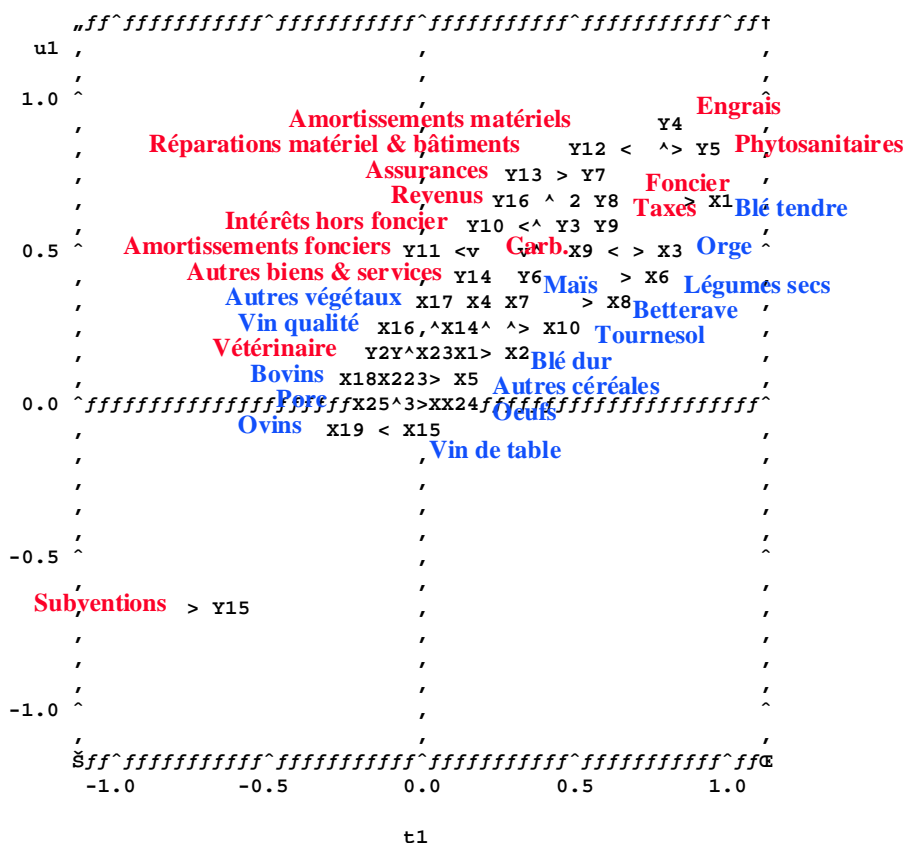 „ƒƒˆƒƒƒƒƒƒƒƒƒƒˆƒƒƒƒƒƒƒƒƒƒˆƒƒƒƒƒƒƒƒƒƒˆƒƒƒƒƒƒƒƒƒƒˆƒƒ†
u1 ‚ ‚ ‚
‚ ‚ ‚
1.0 ˆ ‚ ˆ Engrais
Amortissements matériels Y4
Réparations matériel & bâtiments Y12 < ^> Y5 Phytosanitaires
Assurances Y13 > Y7
Foncier
Revenus Y16 ^ 2 Y8 > X1 Blé tendre
Taxes
Intérêts hors foncier Y10 <^ Y3 Y9
0.5 ˆ Amortissements fonciers Y11 <v v^ Carb. X9 < > X3 Orge
Autres biens & services Y14 Y6 > X6 Légumes secs
Maïs
Autres végétaux X17 X4 X7 > X8 Betterave
Vin qualité X16‚^X14^ ^> X10 Tournesol
Vétérinaire Y2Y^X23X1> X2 Blé dur
Bovins X18X223> X5 Autres céréales
0.0 ˆ Porc X25^3>XX24 Oeufs
Ovins X19 < X15
Vin de table
-0.5 ˆ ˆ
Subventions > Y15
-1.0 ˆ ˆ
ŠƒƒˆƒƒƒƒƒƒƒƒƒƒˆƒƒƒƒƒƒƒƒƒƒˆƒƒƒƒƒƒƒƒƒƒˆƒƒƒƒƒƒƒƒƒƒˆƒƒŒ
-1.0 -0.5 0.0 0.5 1.0
t1